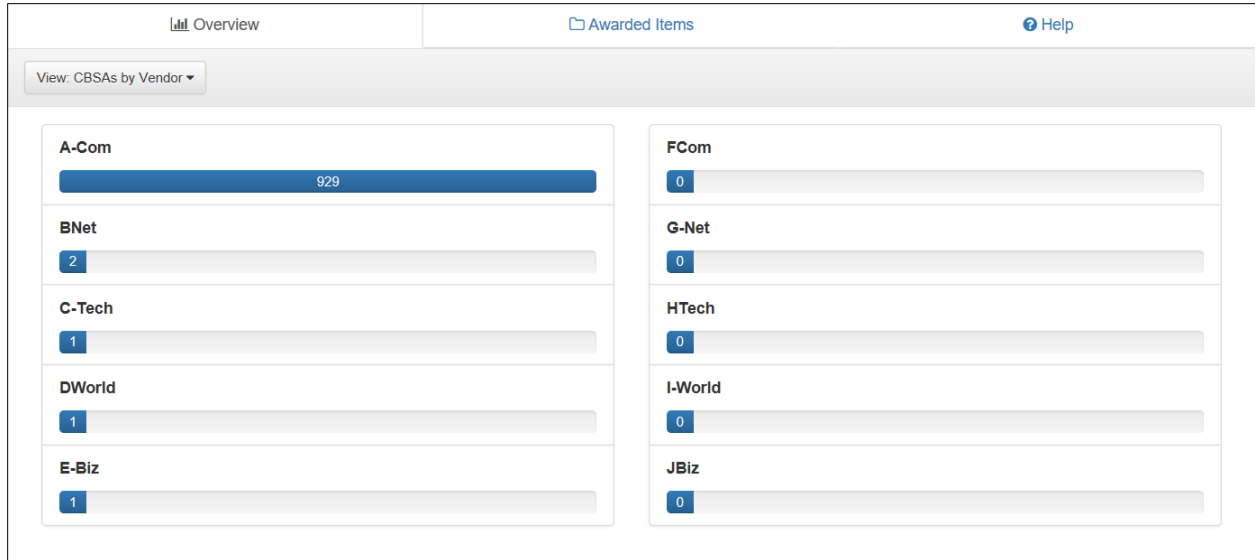 Overview
Awarded Items
Help
View: CBSAs by Vendor
A-Com
929
BNet
2
C-Tech
1
DWorld
1
E-Biz
1
FCom
0
G-Net
0
HTech
0
I-World
0
JBiz
0